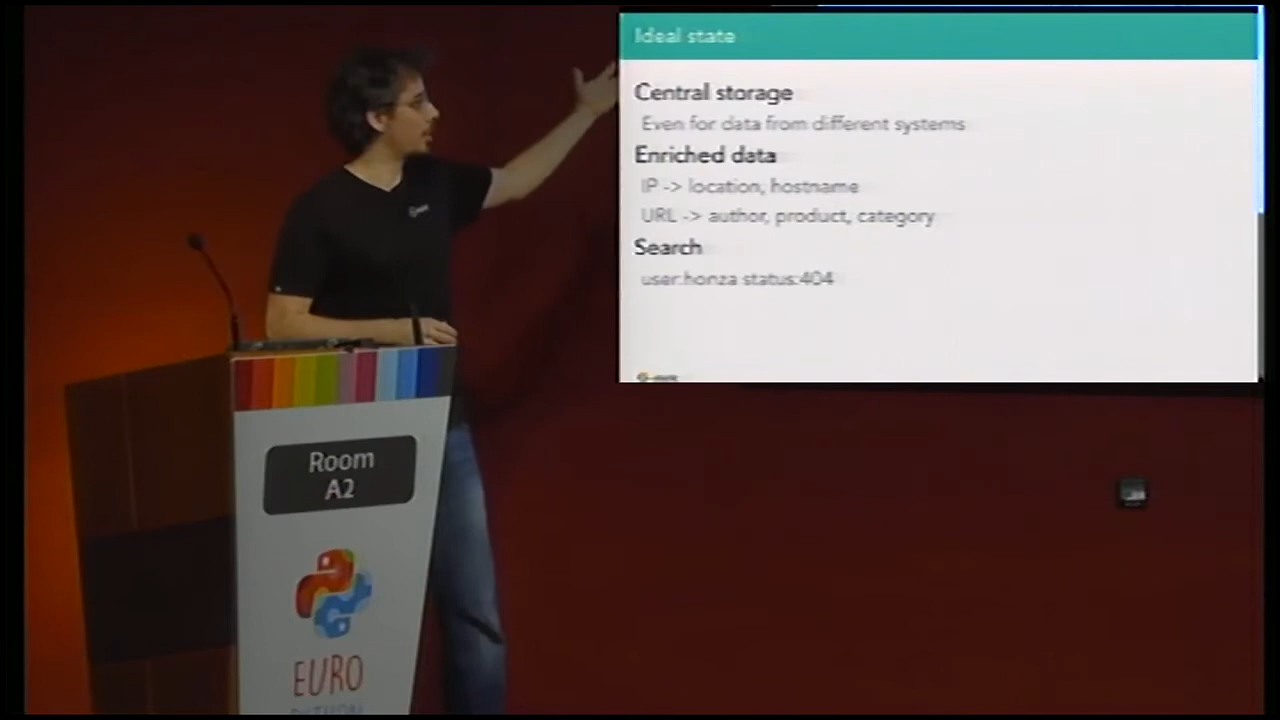 Ideal state
Central storage
Even for data from different systems
Enriched data
IP -> location, hostname
URL -> author, product, category
Search
user:honza status:404
Room
A2
EURO
PYTHON